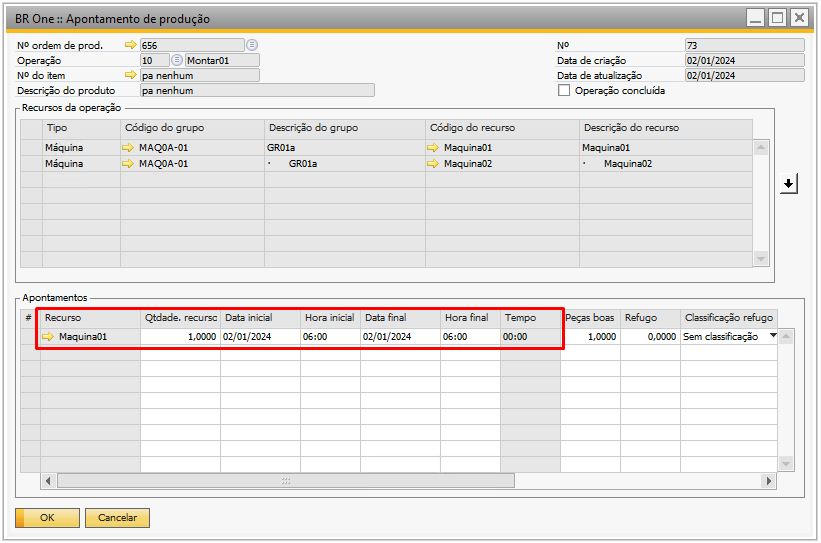 BR One :: Apontamento de produção
Nº ordem de prod. 656 Nº 73
Operação 10 Montar01 Data de criação 02/01/2024
Nº do item pa nenhum Data de atualização 02/01/2024
Descrição do produto pa nenhum Operação concluída
Recursos da operação
Tipo Código do grupo Descrição do grupo Código do recurso Descrição do recurso
Máquina MAQ0A-01 GR01a Maquina01 Maquina01
Máquina MAQ0A-01 · GR01a Maquina02 · Maquina02
Apontamentos
# Recurso Qtdade. recurso Data inicial Hora inicial Data final Hora final Tempo Peças boas Refugo Classificação refugo
Maquina01 1,0000 02/01/2024 06:00 02/01/2024 06:00 00:00 1,0000 0,0000 Sem classificação
OK Cancelar